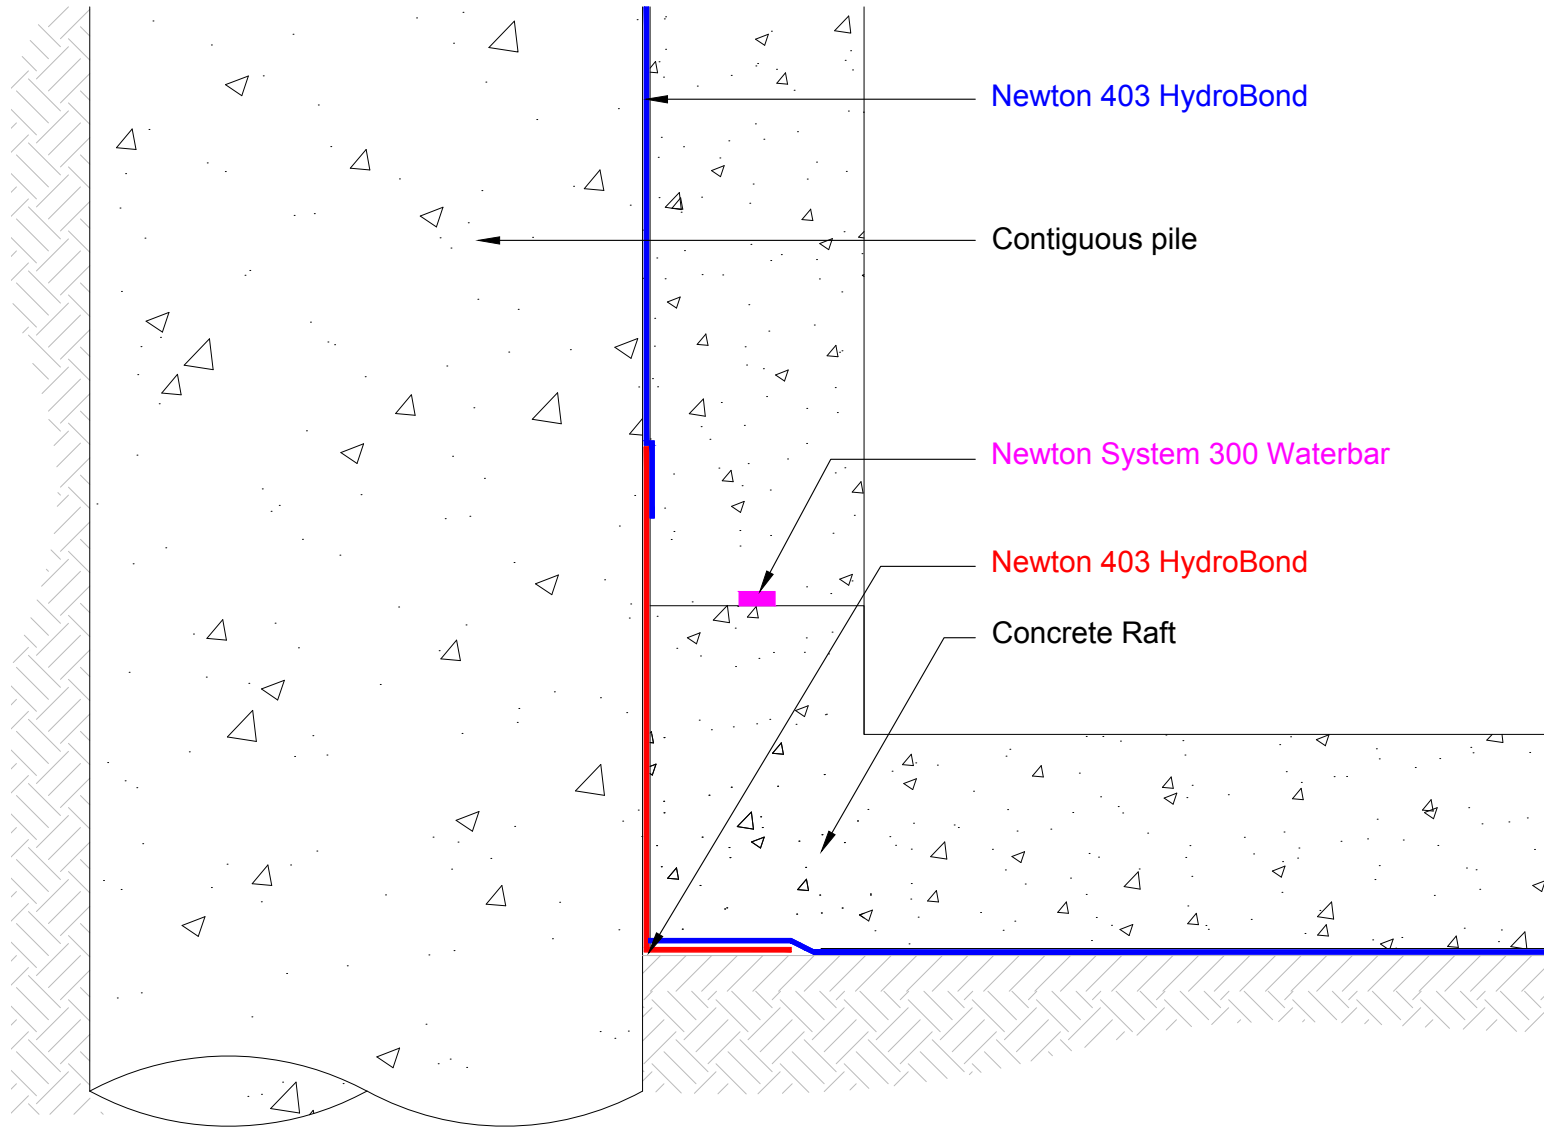 Newton 403 HydroBond
Contiguous pile
Newton System 300 Waterbar
Newton 403 HydroBond
Concrete Raft